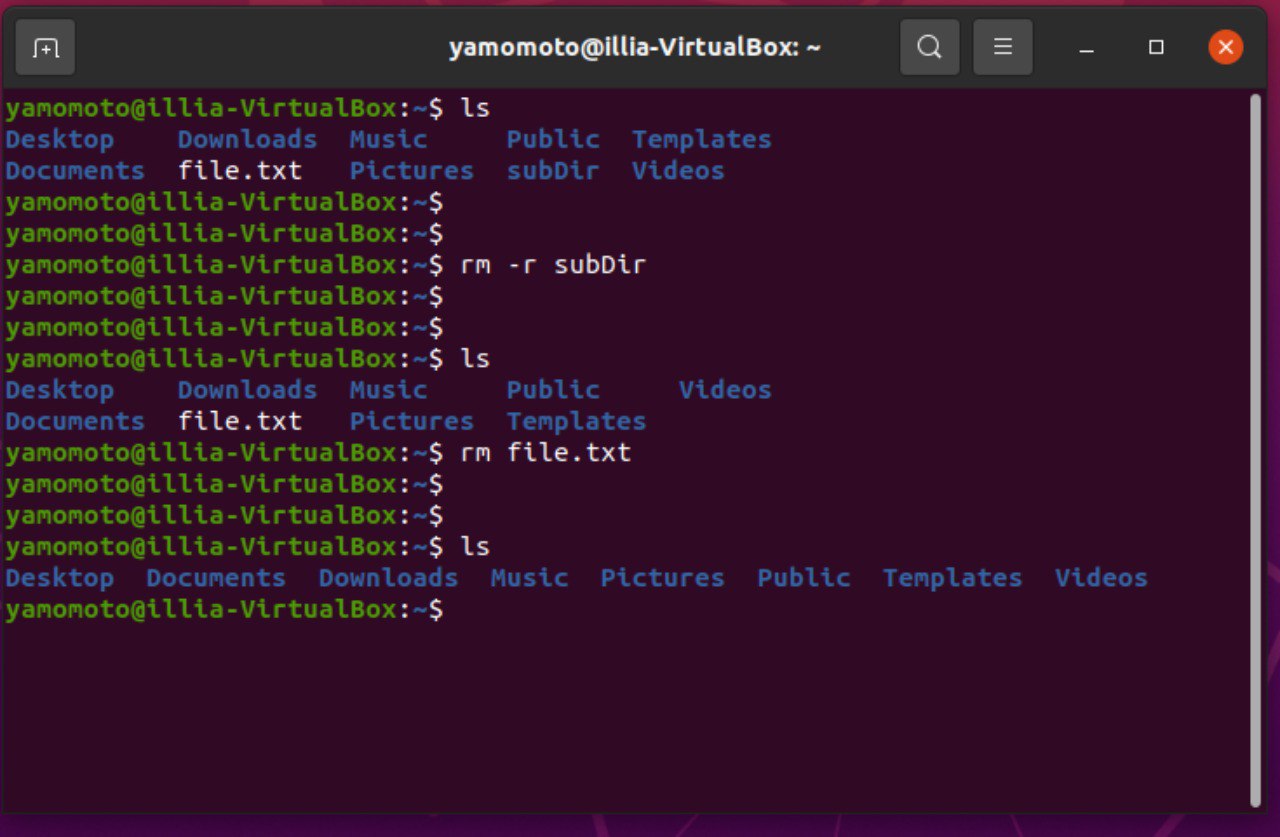 yamomoto@illia-VirtualBox: ~
yamomoto@illia-VirtualBox:~$ ls
Desktop    Downloads  Music     Public  Templates
Documents  file.txt   Pictures  subDir  Videos
yamomoto@illia-VirtualBox:~$
yamomoto@illia-VirtualBox:~$
yamomoto@illia-VirtualBox:~$ rm -r subDir
yamomoto@illia-VirtualBox:~$
yamomoto@illia-VirtualBox:~$
yamomoto@illia-VirtualBox:~$ ls
Desktop    Downloads  Music     Public     Videos
Documents  file.txt   Pictures  Templates
yamomoto@illia-VirtualBox:~$ rm file.txt
yamomoto@illia-VirtualBox:~$
yamomoto@illia-VirtualBox:~$
yamomoto@illia-VirtualBox:~$ ls
Desktop  Documents  Downloads  Music  Pictures  Public  Templates  Videos
yamomoto@illia-VirtualBox:~$